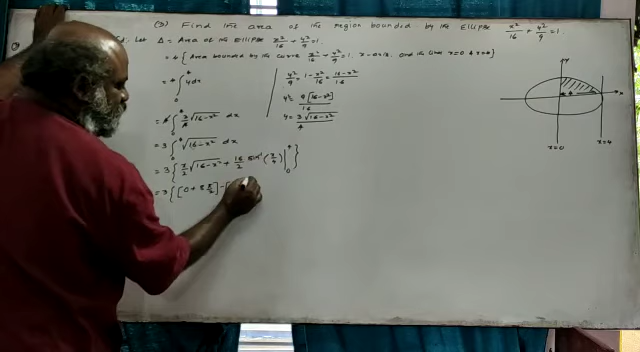 (3) Find the area of the region bounded by the Ellipse x²/16 + y²/9 = 1
Sol. Let A = Area of the Ellipse x²/16 + y²/9 = 1
= 4 [Area bounded by the curve x²/16 + y²/9 = 1, x-axis, and the lines x=0 & x=4]
= 4 ∫₀⁴ y dx
= 4 ∫₀⁴ 3/4 √(16-x²) dx
= 3 ∫₀⁴ √(16-x²) dx
= 3 { x/2 √(16-x²) + 16/2 sin⁻¹(x/4) |₀⁴ }
= 3 { [0 + 8 π/2] - [
y²/9 = 1 - x²/16 = (16-x²)/16
y² = 9[16-x²]/16
y = 3√(16-x²)/4
y
x
x=0
x=4